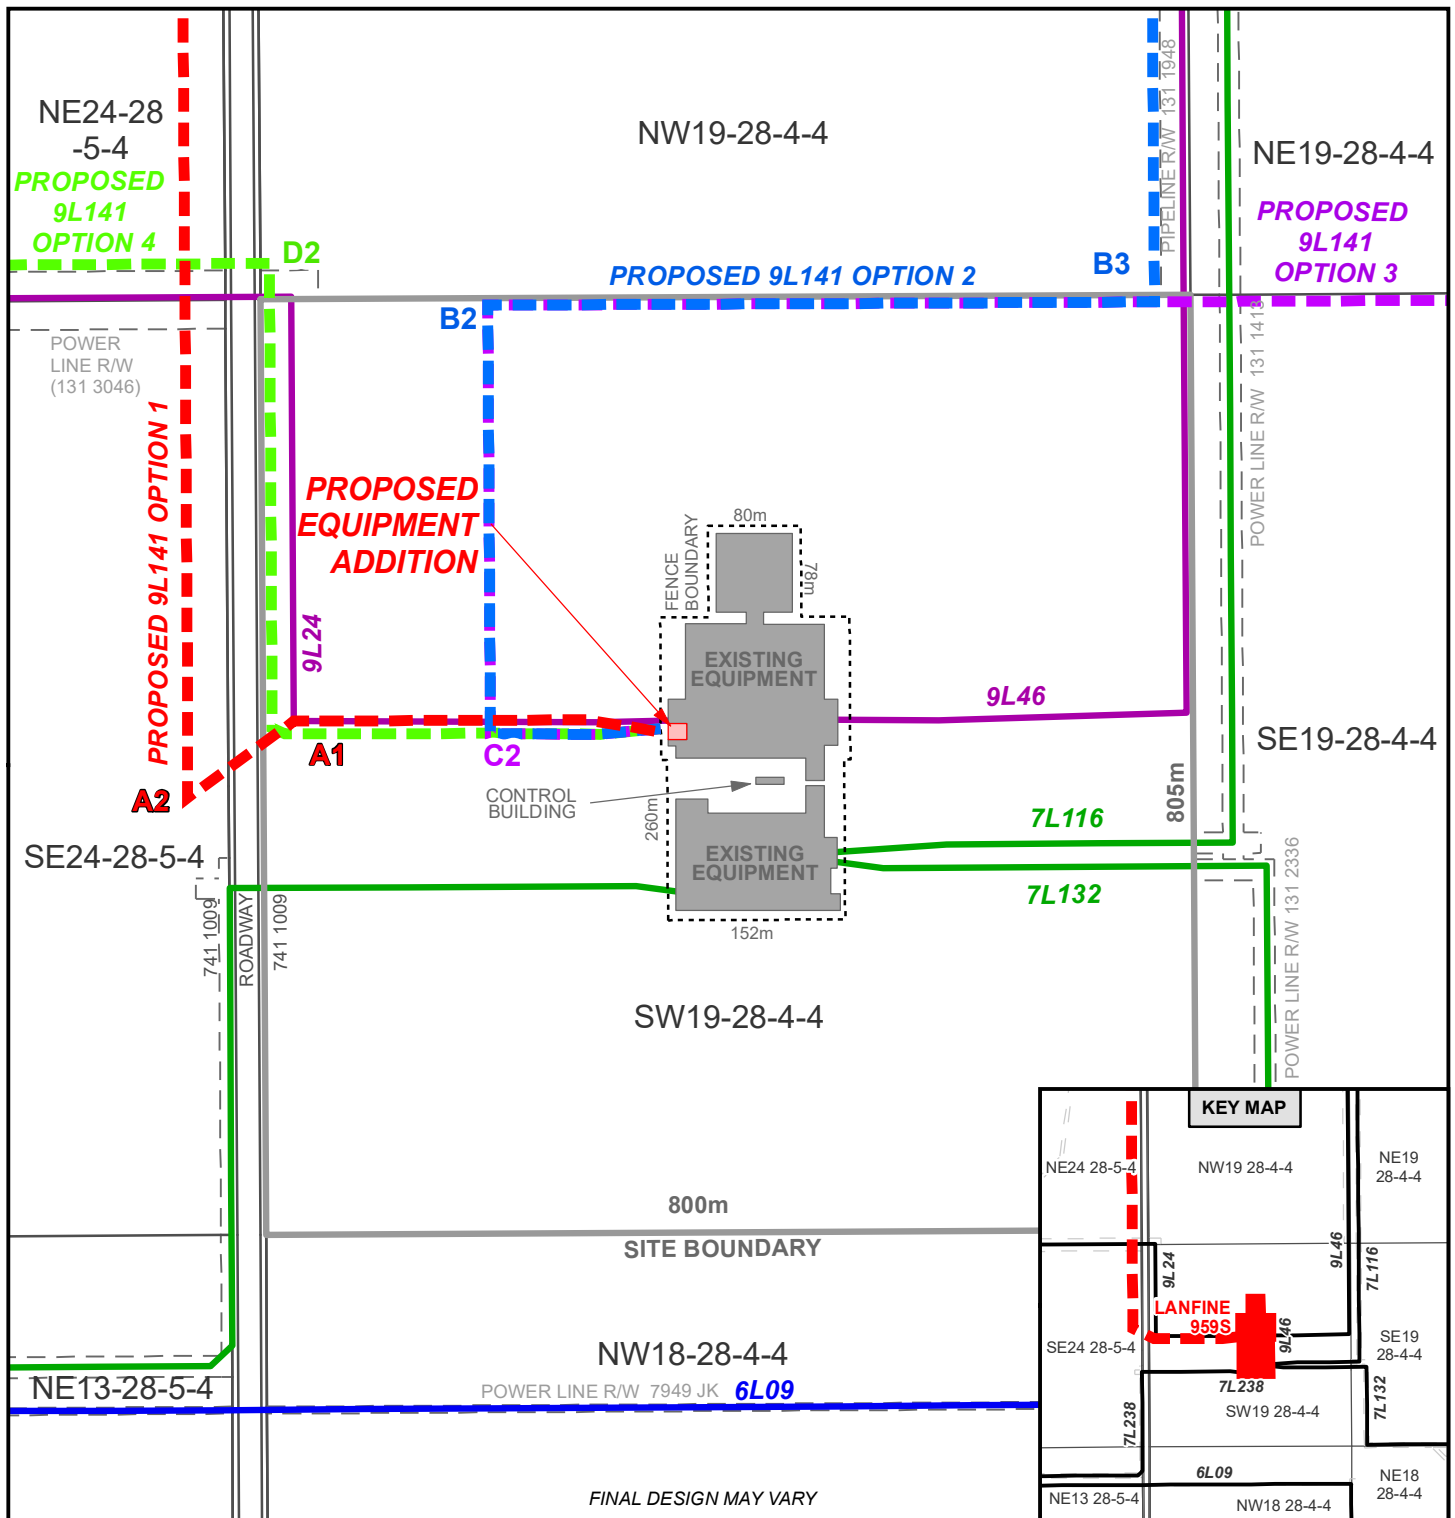 NE24-28
-5-4
PROPOSED
9L141
OPTION 4
D2
NW19-28-4-4
PIPELINE R/W 131 1948
NE19-28-4-4
PROPOSED
9L141
OPTION 3
PROPOSED 9L141 OPTION 2
B3
B2
POWER
LINE R/W
(131 3046)
PROPOSED 9L141 OPTION 1
POWER LINE R/W 131 1413
PROPOSED
EQUIPMENT
ADDITION
FENCE
BOUNDARY
80m
78m
9L24
EXISTING
EQUIPMENT
9L46
SE19-28-4-4
A1
C2
A2
CONTROL
BUILDING
260m
805m
7L116
SE24-28-5-4
EXISTING
EQUIPMENT
7L132
POWER LINE R/W 131 2336
741 1009
ROADWAY
741 1009
152m
SW19-28-4-4
800m
SITE BOUNDARY
NW18-28-4-4
NE13-28-5-4
POWER LINE R/W 7949 JK
6L09
FINAL DESIGN MAY VARY
KEY MAP
NE24 28-5-4
NW19 28-4-4
NE19
28-4-4
9L24
9L46
7L116
LANFINE
959S
9L46
SE24 28-5-4
SE19
28-4-4
7L238
7L238
SW19 28-4-4
7L132
6L09
NE13 28-5-4
NW18 28-4-4
NE18
28-4-4